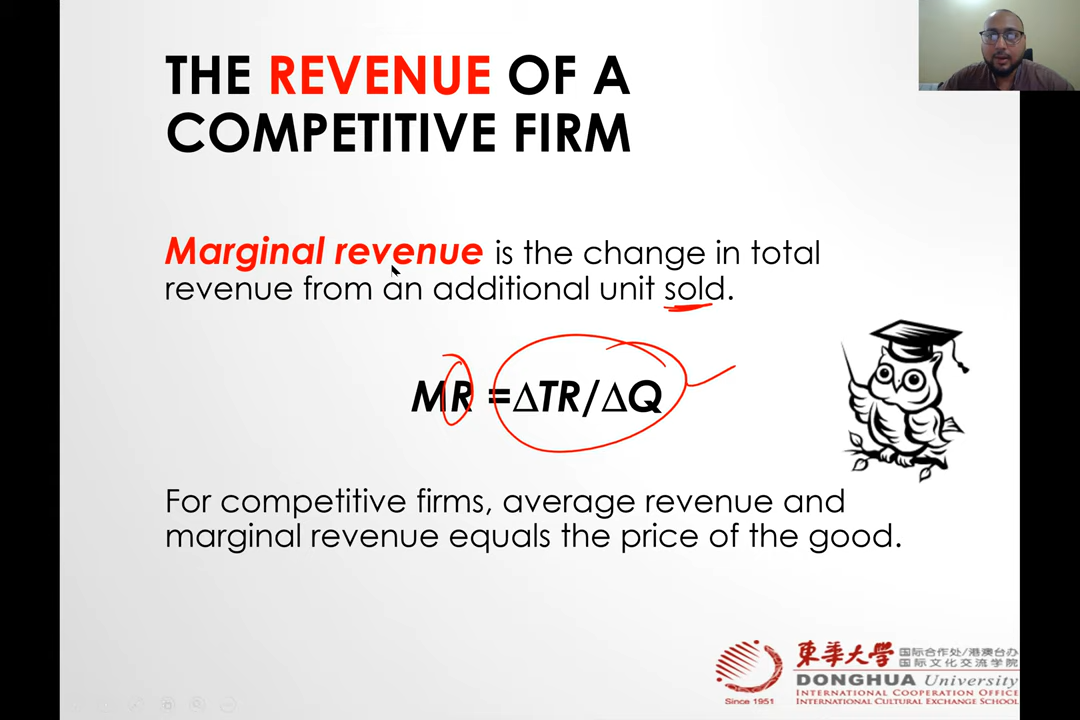 THE REVENUE OF A
COMPETITIVE FIRM
Marginal revenue is the change in total
revenue from an additional unit sold.
MR =∆TR/∆Q
For competitive firms, average revenue and
marginal revenue equals the price of the good.
東華大学
国际合作处/港澳台办
国际文化交流学院
DONGHUA University
Since 1951
INTERNATIONAL COOPERATION OFFICE
INTERNATIONAL CULTURAL EXCHANGE SCHOOL